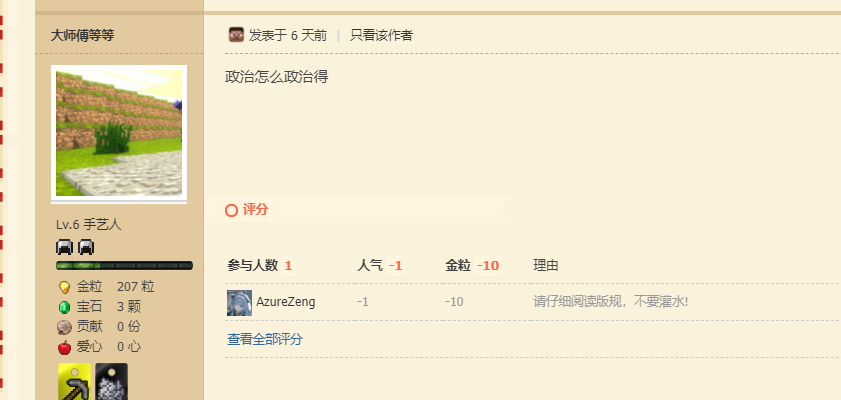 大师傅等等
发表于 6 天前 | 只看该作者
政治怎么政治得
Lv.6 手艺人
金粒 207 粒
宝石 3 颗
贡献 0 份
爱心 0 心
评分
参与人数 1 人气 -1 金粒 -10 理由
AzureZeng -1 -10 请仔细阅读版规，不要灌水!
查看全部评分